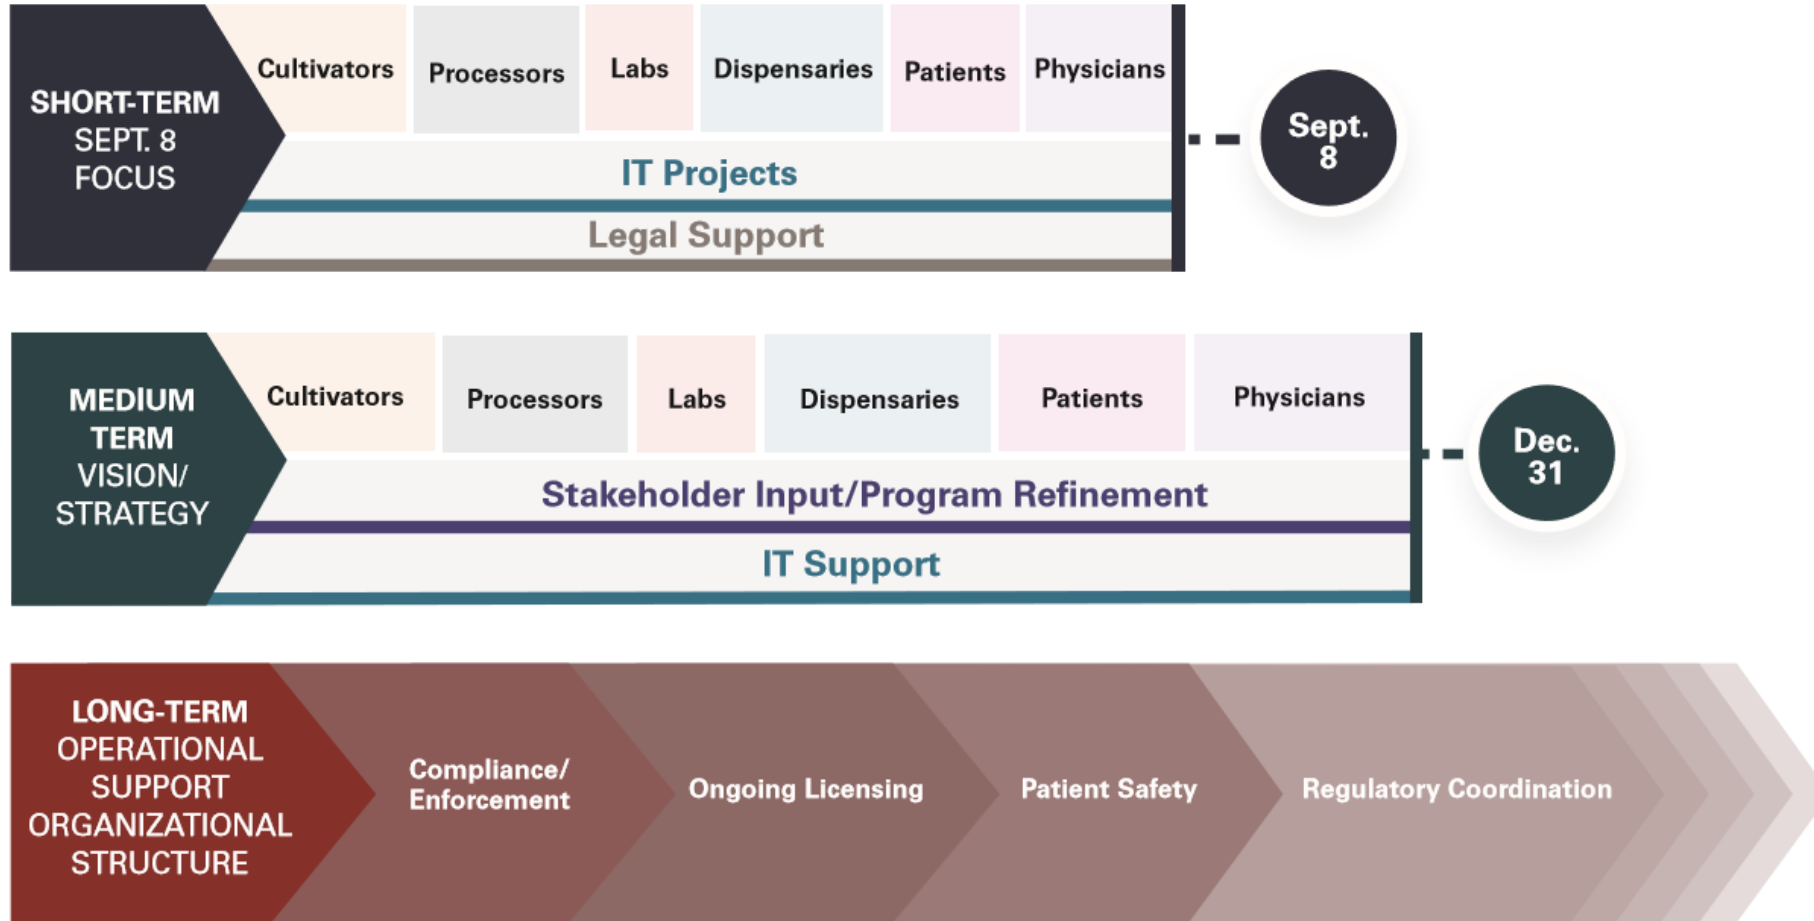 SHORT-TERM
SEPT. 8
FOCUS
Cultivators
Processors
Labs
Dispensaries
Patients
Physicians
IT Projects
Legal Support
Sept.
8
MEDIUM
TERM
VISION/
STRATEGY
Cultivators
Processors
Labs
Dispensaries
Patients
Physicians
Stakeholder Input/Program Refinement
IT Support
Dec.
31
LONG-TERM
OPERATIONAL
SUPPORT
ORGANIZATIONAL
STRUCTURE
Compliance/
Enforcement
Ongoing Licensing
Patient Safety
Regulatory Coordination